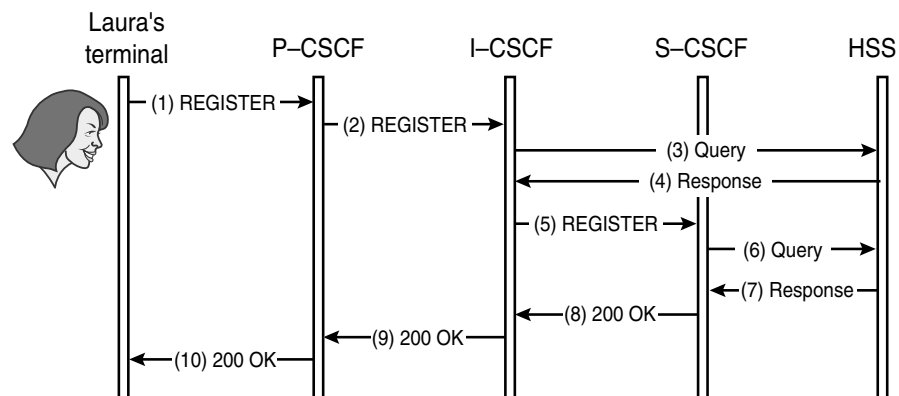 Laura's
terminal
P–CSCF
I–CSCF
S–CSCF
HSS
(1) REGISTER
(2) REGISTER
(3) Query
(4) Response
(5) REGISTER
(6) Query
(7) Response
(8) 200 OK
(9) 200 OK
(10) 200 OK